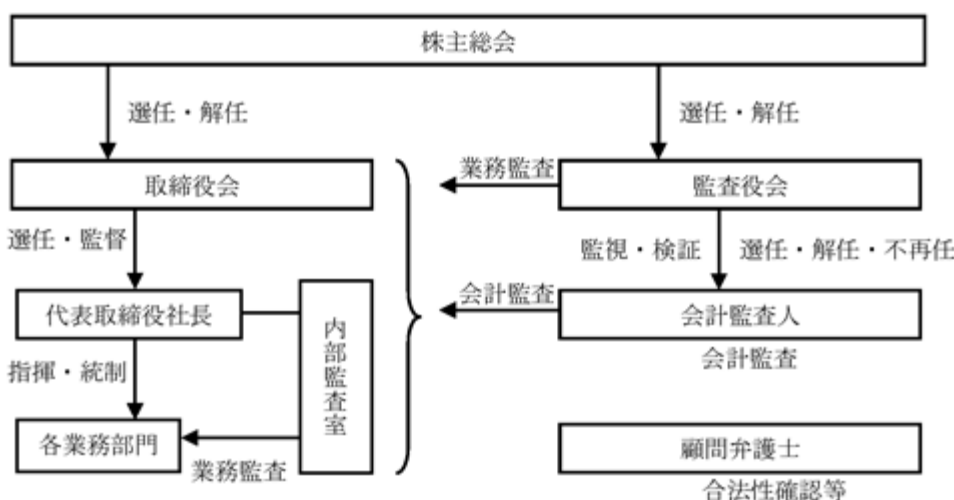 株主総会
選任・解任
選任・解任
取締役会
業務監査
監査役会
選任・監督
監視・検証
選任・解任・不再任
代表取締役社長
内部監査室
会計監査
会計監査人
会計監査
指揮・統制
各業務部門
業務監査
顧問弁護士
合法性確認等